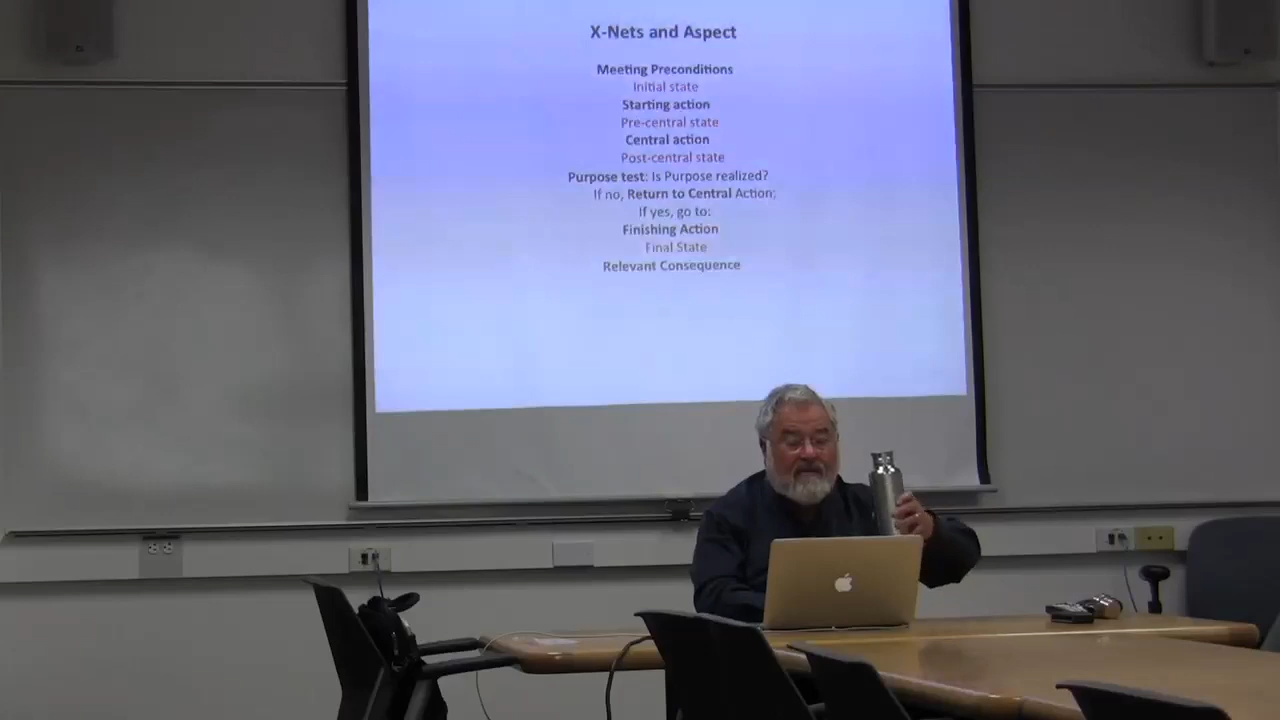 X-Nets and Aspect
Meeting Preconditions
Initial state
Starting action
Pre-central state
Central action
Post-central state
Purpose test: Is Purpose realized?
If no, Return to Central Action;
If yes, go to:
Finishing Action
Final State
Relevant Consequence